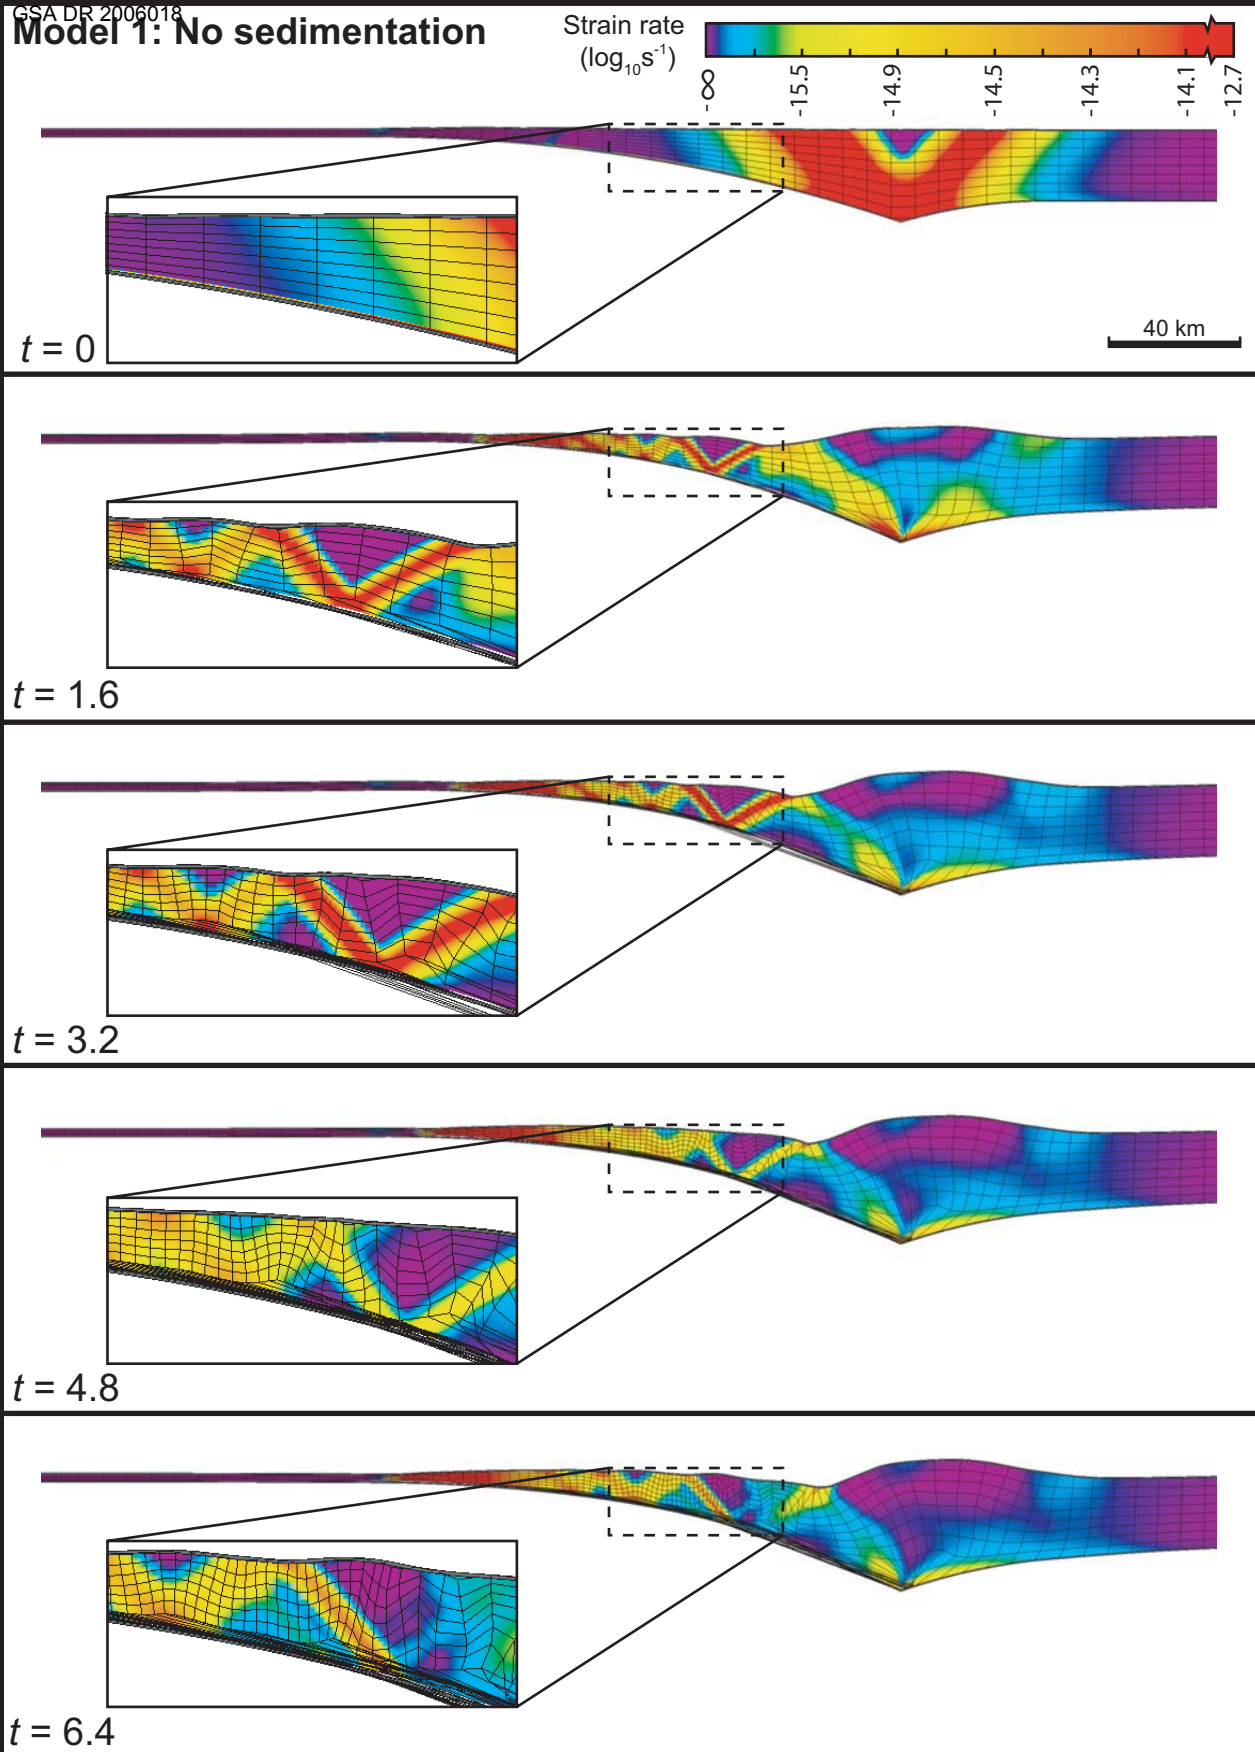 GSA DR 2006018
Model 1: No sedimentation
Strain rate
(log10s-1)
-∞
-15.5
-14.9
-14.5
-14.3
-14.1
-12.7
t = 0
40 km
t = 1.6
t = 3.2
t = 4.8
t = 6.4